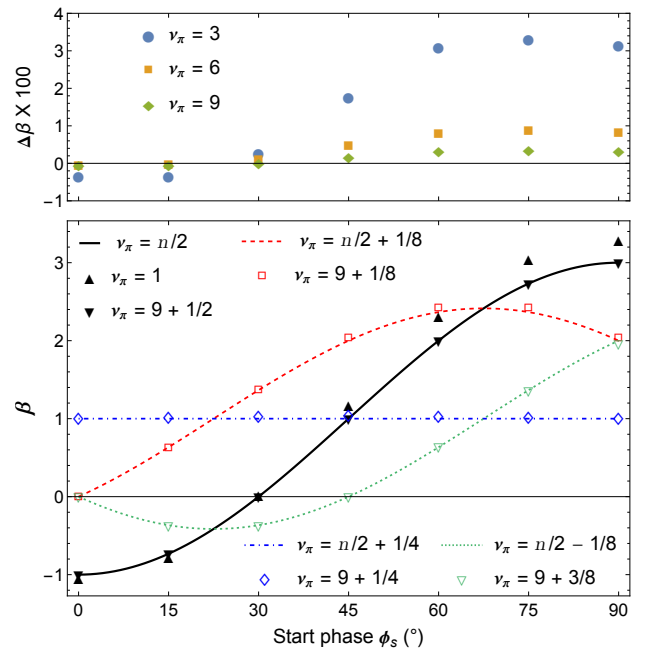 4
3
2
1
0
−1
Δβ X 100
ν_π = 3
ν_π = 6
ν_π = 9
3
2
1
0
−1
β
ν_π = n/2
ν_π = n/2 + 1/8
ν_π = 1
ν_π = 9 + 1/8
ν_π = 9 + 1/2
ν_π = n/2 + 1/4
ν_π = n/2 − 1/8
ν_π = 9 + 1/4
ν_π = 9 + 3/8
0 15 30 45 60 75 90
Start phase ϕ_s (°)